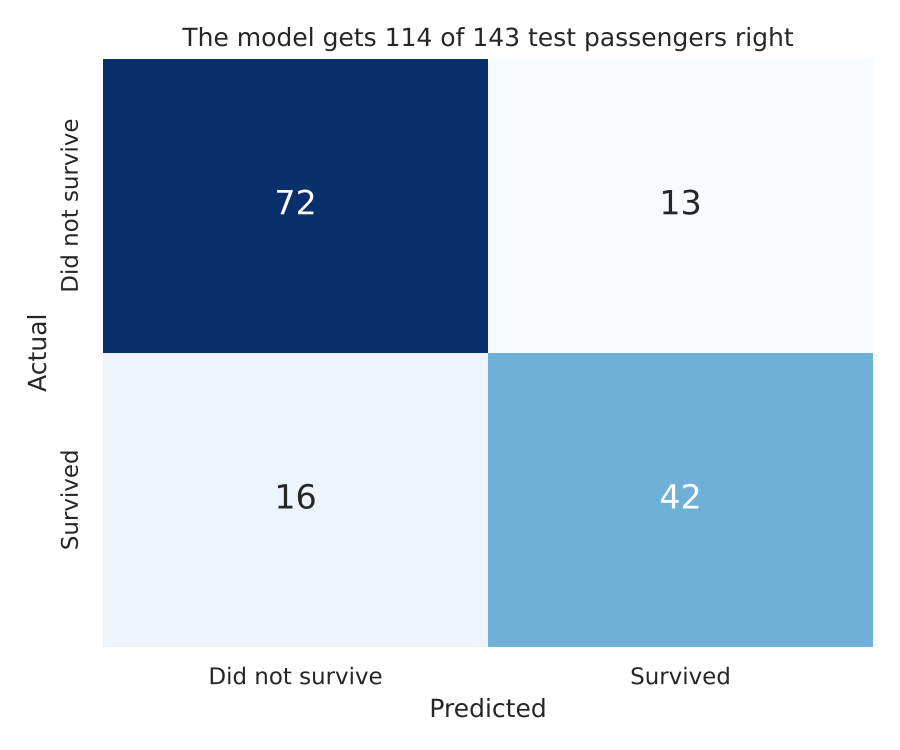 The model gets 114 of 143 test passengers right
Actual
Did not survive
72
13
Survived
16
42
Did not survive
Survived
Predicted